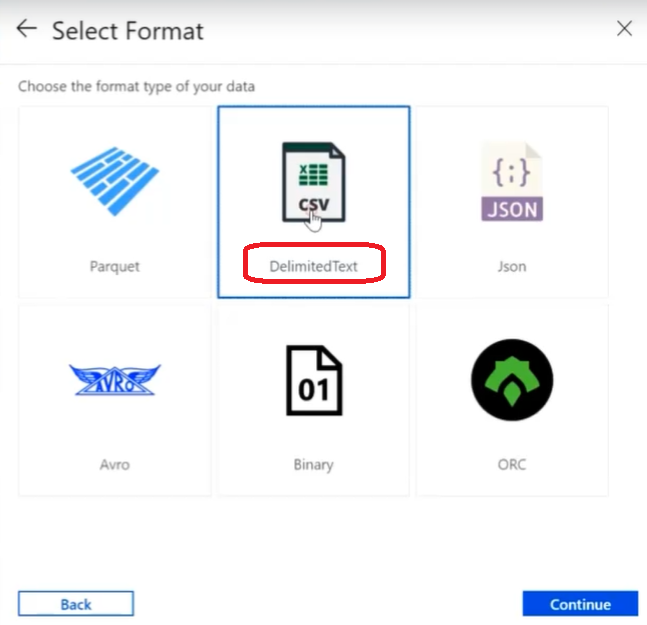 Select Format
Choose the format type of your data
CSV
JSON
Parquet
DelimitedText
Json
AVRO
01
Avro
Binary
ORC
Back
Continue